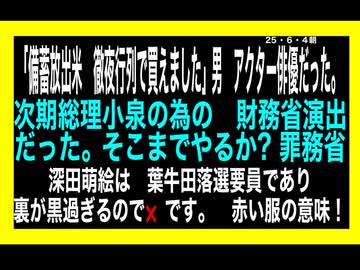 25・6・4朝
「備蓄放出米　徹夜行列で買えました」男　アクター俳優だった。
次期総理小泉の為の　財務省演出
だった。そこまでやるか？罪務省
深田萌絵は　葉牛田落選要員であり
裏が黒過ぎるので×です。　赤い服の意味！